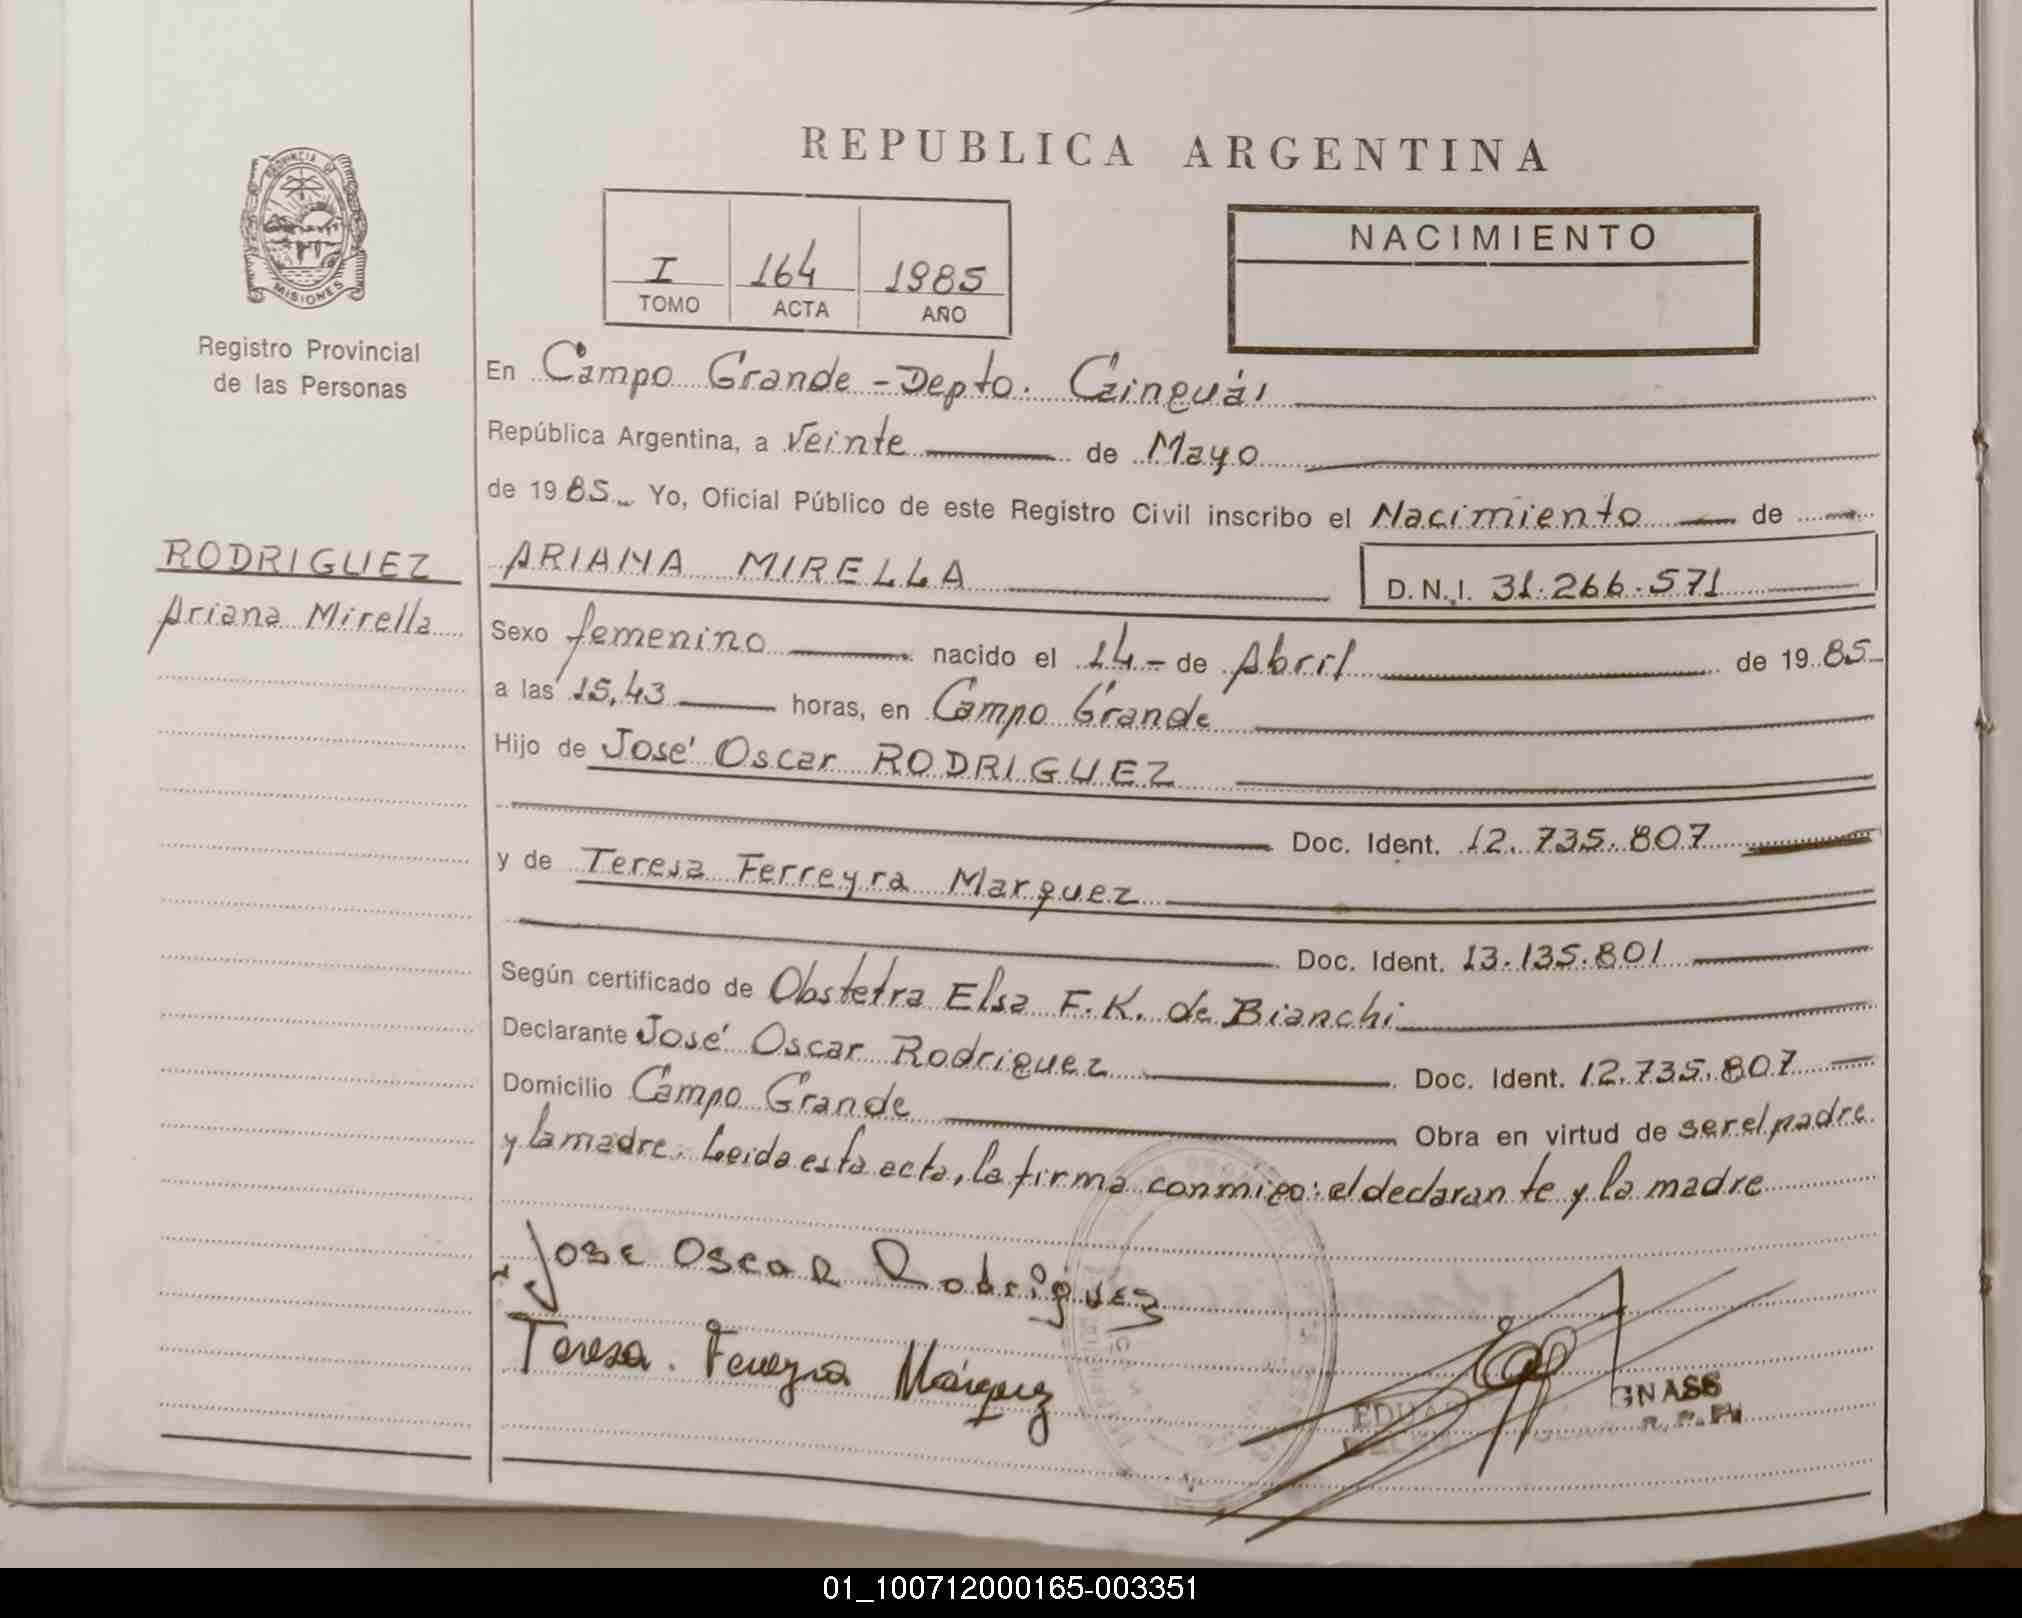 REPUBLICA ARGENTINA
PROVINCIA DE
MISIONES
Registro Provincial
de las Personas
I 164 1985
TOMO ACTA AÑO
NACIMIENTO
En Campo Grande - Depto. Cainguás
República Argentina, a Veinte de Mayo
de 1985 Yo, Oficial Público de este Registro Civil inscribo el Nacimiento de
RODRIGUEZ
Ariana Mirella
ARIANA MIRELLA D.N.I. 31.266.571
Sexo femenino nacido el 14 - de Abril de 1985
a las 15,43 horas, en Campo Grande
Hijo de José Oscar RODRIGUEZ
Doc. Ident. 12.735.807
y de Teresa Ferreyra Marquez
Doc. Ident. 13.135.801
Según certificado de Obstetra Elsa F. K. de Bianchi
Declarante José Oscar Rodriguez Doc. Ident. 12.735.807
Domicilio Campo Grande Obra en virtud de ser el padre
y la madre. Leida esta acta, la firma conmigo: el declarante y la madre
Jose Oscar Rodriguez
Teresa. Ferreyra Márquez
GNASS
01_100712000165-003351